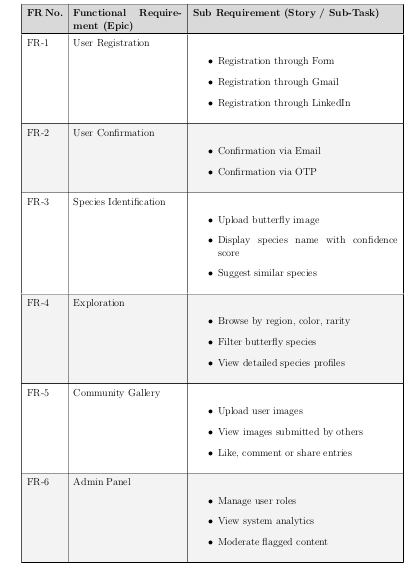 FR No. Functional Require- Sub Requirement (Story / Sub-Task)
ment (Epic)
FR-1 User Registration
• Registration through Form
• Registration through Gmail
• Registration through LinkedIn
FR-2 User Confirmation
• Confirmation via Email
• Confirmation via OTP
FR-3 Species Identification
• Upload butterfly image
• Display species name with confidence
score
• Suggest similar species
FR-4 Exploration
• Browse by region, color, rarity
• Filter butterfly species
• View detailed species profiles
FR-5 Community Gallery
• Upload user images
• View images submitted by others
• Like, comment or share entries
FR-6 Admin Panel
• Manage user roles
• View system analytics
• Moderate flagged content